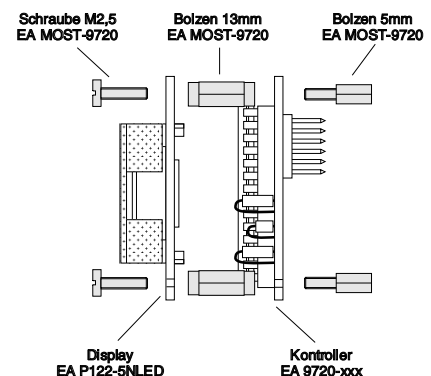 Schraube M2,5
EA MOST-9720
Bolzen 13mm
EA MOST-9720
Bolzen 5mm
EA MOST-9720
Display
EA P122-5NLED
Kontroller
EA 9720-xxx